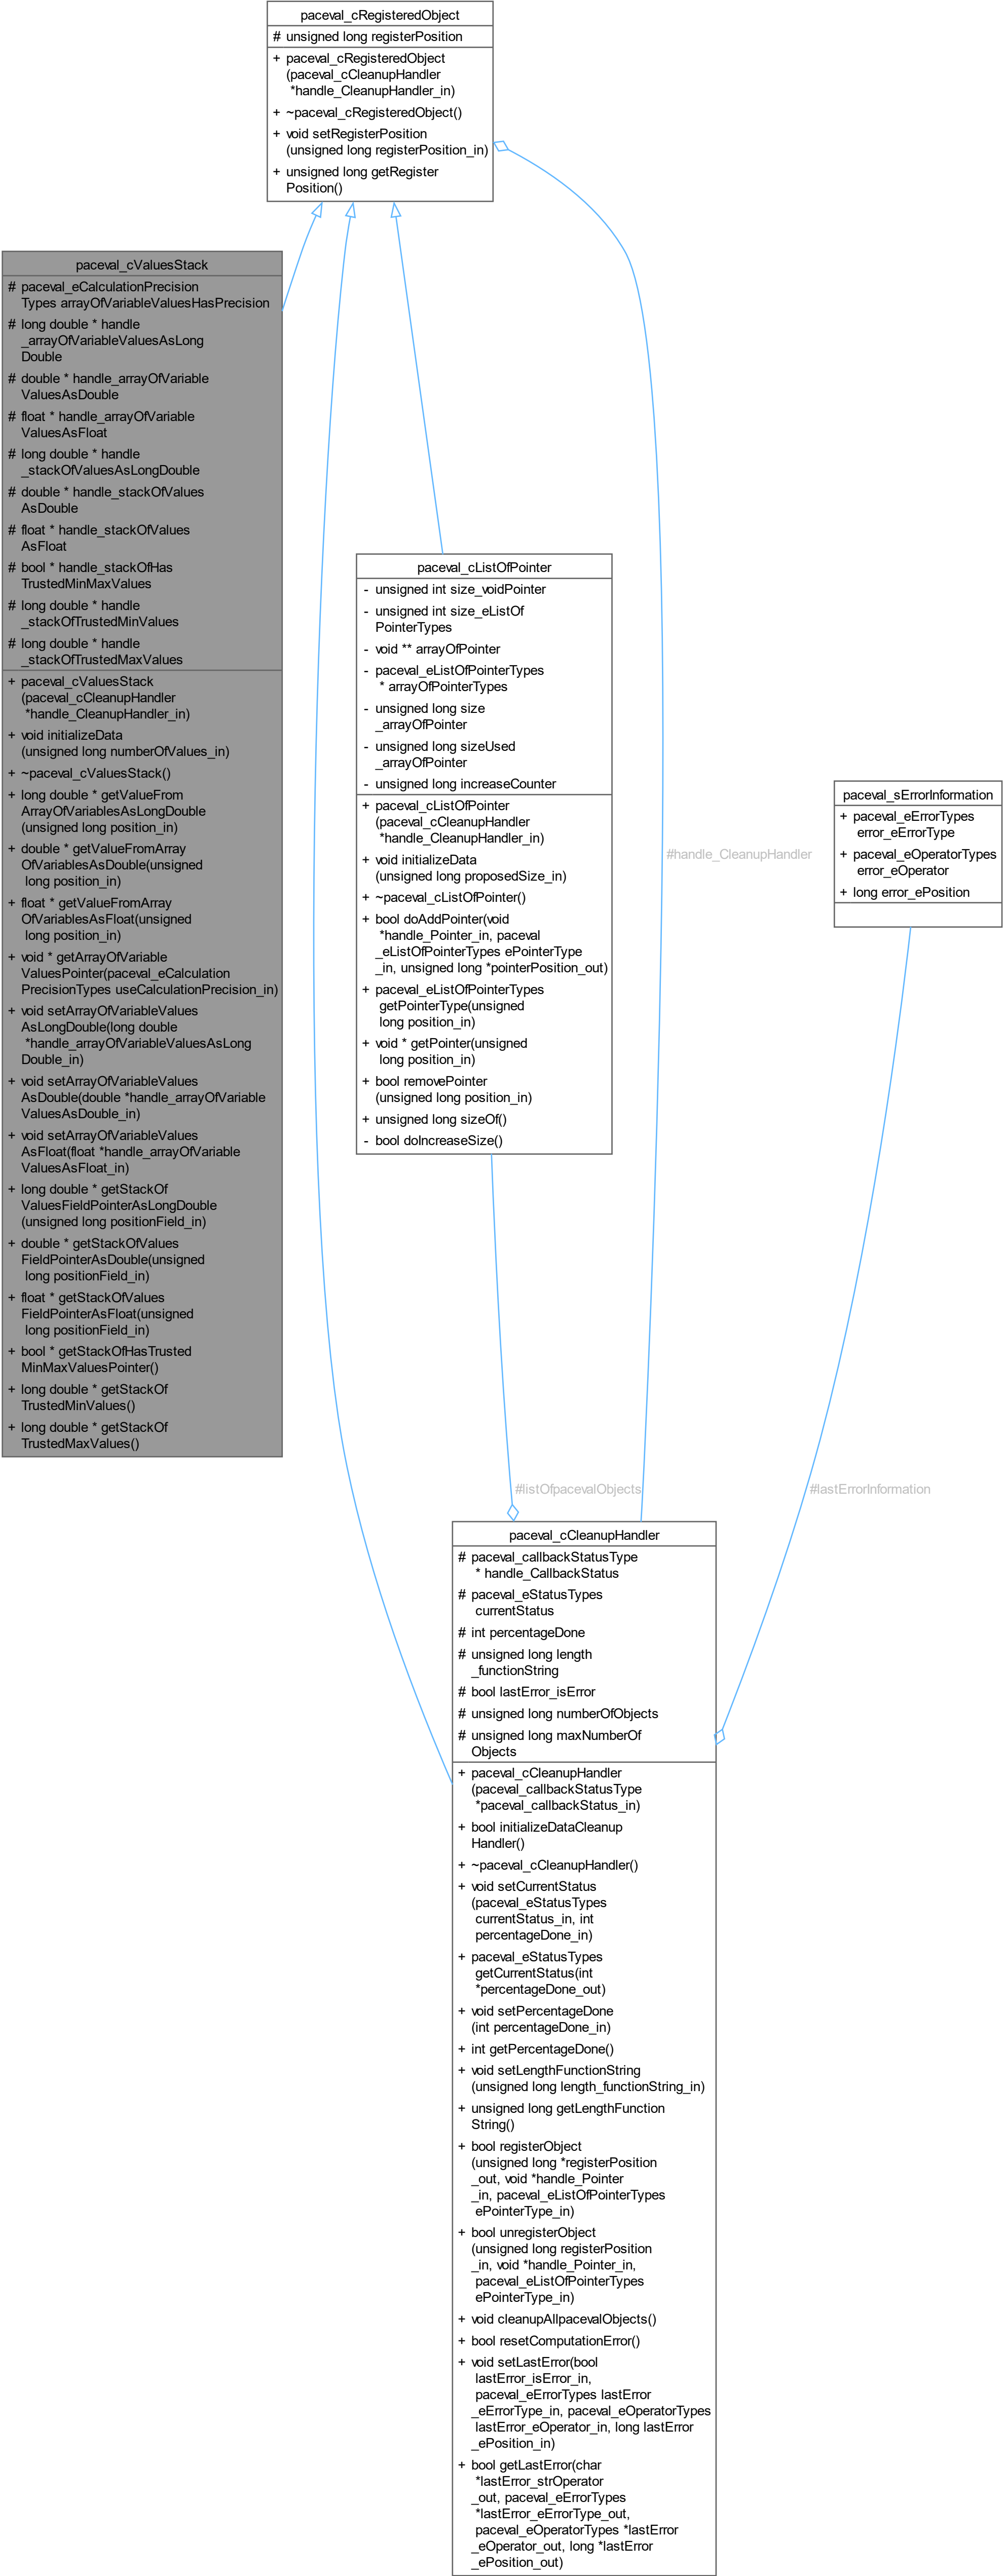 paceval_cRegisteredObject
# unsigned long registerPosition
+ paceval_cRegisteredObject
(paceval_cCleanupHandler
*handle_CleanupHandler_in)
+ ~paceval_cRegisteredObject()
+ void setRegisterPosition
(unsigned long registerPosition_in)
+ unsigned long getRegister
Position()
paceval_cValuesStack
# paceval_eCalculationPrecision
Types arrayOfVariableValuesHasPrecision
# long double * handle
_arrayOfVariableValuesAsLong
Double
# double * handle_arrayOfVariable
ValuesAsDouble
# float * handle_arrayOfVariable
ValuesAsFloat
# long double * handle
_stackOfValuesAsLongDouble
# double * handle_stackOfValues
AsDouble
# float * handle_stackOfValues
AsFloat
# bool * handle_stackOfHas
TrustedMinMaxValues
# long double * handle
_stackOfTrustedMinValues
# long double * handle
_stackOfTrustedMaxValues
+ paceval_cValuesStack
(paceval_cCleanupHandler
*handle_CleanupHandler_in)
+ void initializeData
(unsigned long numberOfValues_in)
+ ~paceval_cValuesStack()
+ long double * getValueFrom
ArrayOfVariablesAsLongDouble
(unsigned long position_in)
+ double * getValueFromArray
OfVariablesAsDouble(unsigned
long position_in)
+ float * getValueFromArray
OfVariablesAsFloat(unsigned
long position_in)
+ void * getArrayOfVariable
ValuesPointer(paceval_eCalculation
PrecisionTypes useCalculationPrecision_in)
+ void setArrayOfVariableValues
AsLongDouble(long double
*handle_arrayOfVariableValuesAsLong
Double_in)
+ void setArrayOfVariableValues
AsDouble(double *handle_arrayOfVariable
ValuesAsDouble_in)
+ void setArrayOfVariableValues
AsFloat(float *handle_arrayOfVariable
ValuesAsFloat_in)
+ long double * getStackOf
ValuesFieldPointerAsLongDouble
(unsigned long positionField_in)
+ double * getStackOfValues
FieldPointerAsDouble(unsigned
long positionField_in)
+ float * getStackOfValues
FieldPointerAsFloat(unsigned
long positionField_in)
+ bool * getStackOfHasTrusted
MinMaxValuesPointer()
+ long double * getStackOf
TrustedMinValues()
+ long double * getStackOf
TrustedMaxValues()
paceval_cListOfPointer
- unsigned int size_voidPointer
- unsigned int size_eListOf
PointerTypes
- void ** arrayOfPointer
- paceval_eListOfPointerTypes
* arrayOfPointerTypes
- unsigned long size
_arrayOfPointer
- unsigned long sizeUsed
_arrayOfPointer
- unsigned long increaseCounter
+ paceval_cListOfPointer
(paceval_cCleanupHandler
*handle_CleanupHandler_in)
+ void initializeData
(unsigned long proposedSize_in)
+ ~paceval_cListOfPointer()
+ bool doAddPointer(void
*handle_Pointer_in, paceval
_eListOfPointerTypes ePointerType
_in, unsigned long *pointerPosition_out)
+ paceval_eListOfPointerTypes
getPointerType(unsigned
long position_in)
+ void * getPointer(unsigned
long position_in)
+ bool removePointer
(unsigned long position_in)
+ unsigned long sizeOf()
- bool doIncreaseSize()
#handle_CleanupHandler
paceval_sErrorInformation
+ paceval_eErrorTypes
error_eErrorType
+ paceval_eOperatorTypes
error_eOperator
+ long error_ePosition
#listOfpacevalObjects
#lastErrorInformation
paceval_cCleanupHandler
# paceval_callbackStatusType
* handle_CallbackStatus
# paceval_eStatusTypes
currentStatus
# int percentageDone
# unsigned long length
_functionString
# bool lastError_isError
# unsigned long numberOfObjects
# unsigned long maxNumberOf
Objects
+ paceval_cCleanupHandler
(paceval_callbackStatusType
*paceval_callbackStatus_in)
+ bool initializeDataCleanup
Handler()
+ ~paceval_cCleanupHandler()
+ void setCurrentStatus
(paceval_eStatusTypes
currentStatus_in, int
percentageDone_in)
+ paceval_eStatusTypes
getCurrentStatus(int
*percentageDone_out)
+ void setPercentageDone
(int percentageDone_in)
+ int getPercentageDone()
+ void setLengthFunctionString
(unsigned long length_functionString_in)
+ unsigned long getLengthFunction
String()
+ bool registerObject
(unsigned long *registerPosition
_out, void *handle_Pointer
_in, paceval_eListOfPointerTypes
ePointerType_in)
+ bool unregisterObject
(unsigned long registerPosition
_in, void *handle_Pointer_in,
paceval_eListOfPointerTypes
ePointerType_in)
+ void cleanupAllpacevalObjects()
+ bool resetComputationError()
+ void setLastError(bool
lastError_isError_in,
paceval_eErrorTypes lastError
_eErrorType_in, paceval_eOperatorTypes
lastError_eOperator_in, long lastError
_ePosition_in)
+ bool getLastError(char
*lastError_strOperator
_out, paceval_eErrorTypes
*lastError_eErrorType_out,
paceval_eOperatorTypes *lastError
_eOperator_out, long *lastError
_ePosition_out)